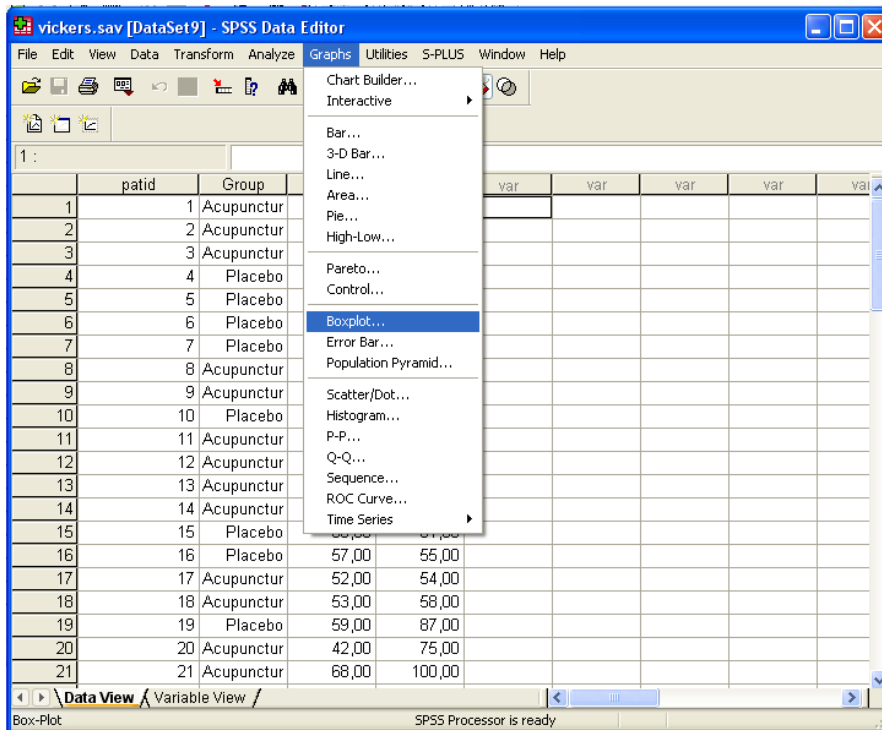 vickers.sav [DataSet9] - SPSS Data Editor
File Edit View Data Transform Analyze Graphs Utilities S-PLUS Window Help
Chart Builder...
Interactive
Bar...
3-D Bar...
Line...
Area...
Pie...
High-Low...
Pareto...
Control...
Boxplot...
Error Bar...
Population Pyramid...
Scatter/Dot...
Histogram...
P-P...
Q-Q...
Sequence...
ROC Curve...
Time Series
1 :
patid Group var var var var var
1 1 Acupunctur
2 2 Acupunctur
3 3 Acupunctur
4 4 Placebo
5 5 Placebo
6 6 Placebo
7 7 Placebo
8 8 Acupunctur
9 9 Acupunctur
10 10 Placebo
11 11 Acupunctur
12 12 Acupunctur
13 13 Acupunctur
14 14 Acupunctur
15 15 Placebo
16 16 Placebo 57,00 55,00
17 17 Acupunctur 52,00 54,00
18 18 Acupunctur 53,00 58,00
19 19 Placebo 59,00 87,00
20 20 Acupunctur 42,00 75,00
21 21 Acupunctur 68,00 100,00
Data View Variable View
Box-Plot SPSS Processor is ready